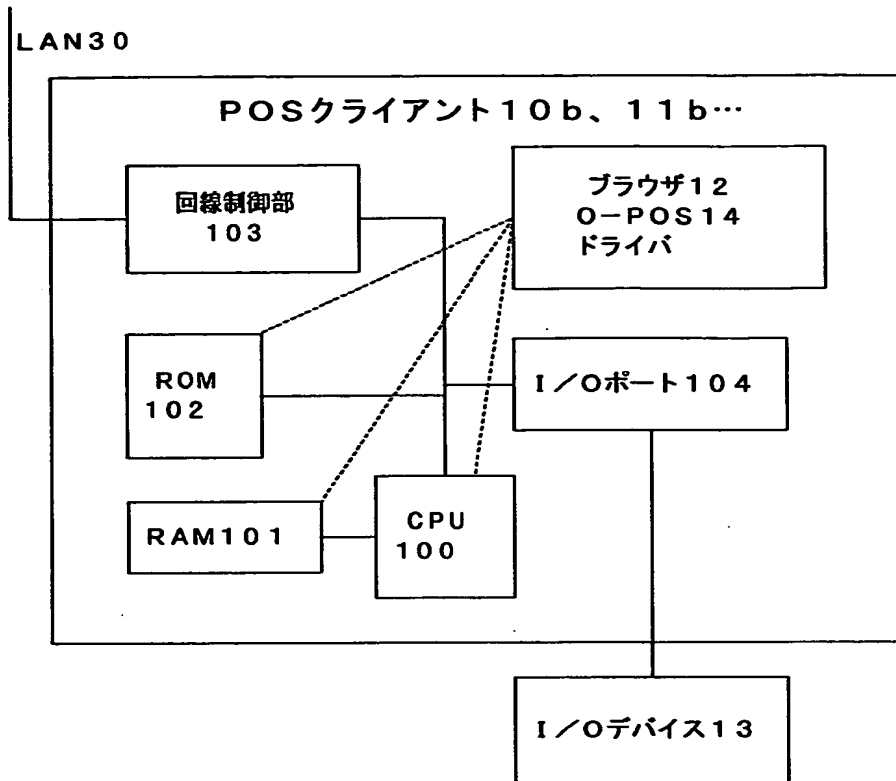 LAN30
POSクライアント10b、11b…
回線制御部
103
ブラウザ12
O-POS14
ドライバ
ROM
102
I/Oポート104
RAM101
CPU
100
I/Oデバイス13